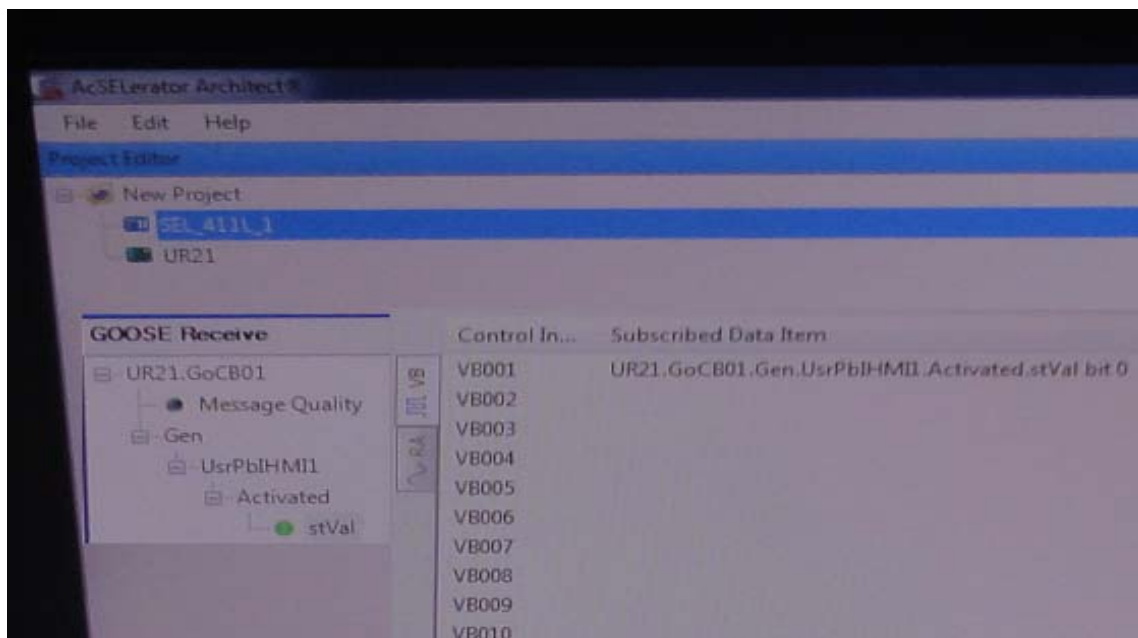 AcSELerator Architect®
File Edit Help
Project Editor
New Project
SEL_411L_1
UR21
GOOSE Receive
UR21.GoCB01
Message Quality
Gen
UsrPbIHMI1
Activated
stVal
VB
RA
Control In... Subscribed Data Item
VB001 UR21.GoCB01.Gen.UsrPbIHMI1.Activated.stVal bit 0
VB002
VB003
VB004
VB005
VB006
VB007
VB008
VB009
VB010